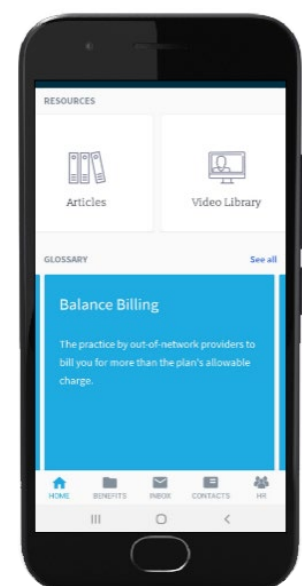 RESOURCES
Articles
Video Library
GLOSSARY
See all
Balance Billing
The practice by out-of-network providers to
bill you for more than the plan's allowable
charge.
HOME
BENEFITS
INBOX
CONTACTS
HR